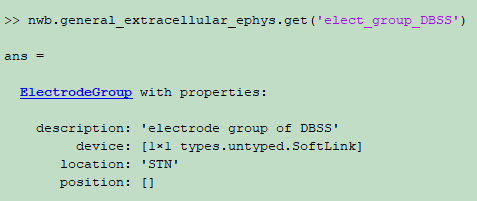 >> nwb.general_extracellular_ephys.get('elect_group_DBSS')
ans =
ElectrodeGroup with properties:
description: 'electrode group of DBSS'
device: [1×1 types.untyped.SoftLink]
location: 'STN'
position: []